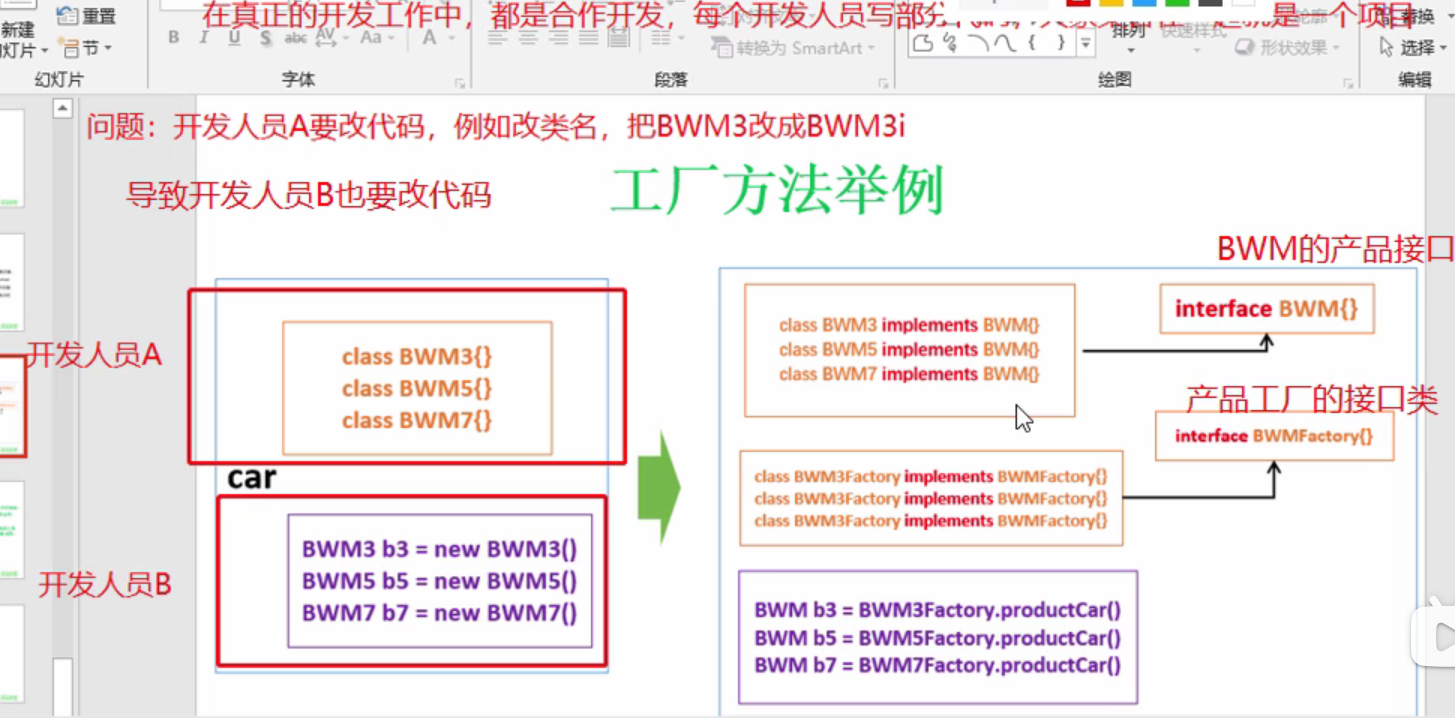 在真正的开发工作中，都是合作开发，每个开发人员写部分
是一个项目
重置
新建
幻灯片
节
B I U S abc AV Aa A
转换为 SmartArt
排列
快速样式
形状效果
替换
选择
幻灯片
字体
段落
绘图
编辑
问题：开发人员A要改代码，例如改类名，把BWM3改成BWM3i
导致开发人员B也要改代码
工厂方法举例
开发人员A
class BWM3{}
class BWM5{}
class BWM7{}
car
开发人员B
BWM3 b3 = new BWM3()
BWM5 b5 = new BWM5()
BWM7 b7 = new BWM7()
BWM的产品接口
class BWM3 implements BWM{}
class BWM5 implements BWM{}
class BWM7 implements BWM{}
interface BWM{}
产品工厂的接口类
interface BWMFactory{}
class BWM3Factory implements BWMFactory{}
class BWM3Factory implements BWMFactory{}
class BWM3Factory implements BWMFactory{}
BWM b3 = BWM3Factory.productCar()
BWM b5 = BWM5Factory.productCar()
BWM b7 = BWM7Factory.productCar()